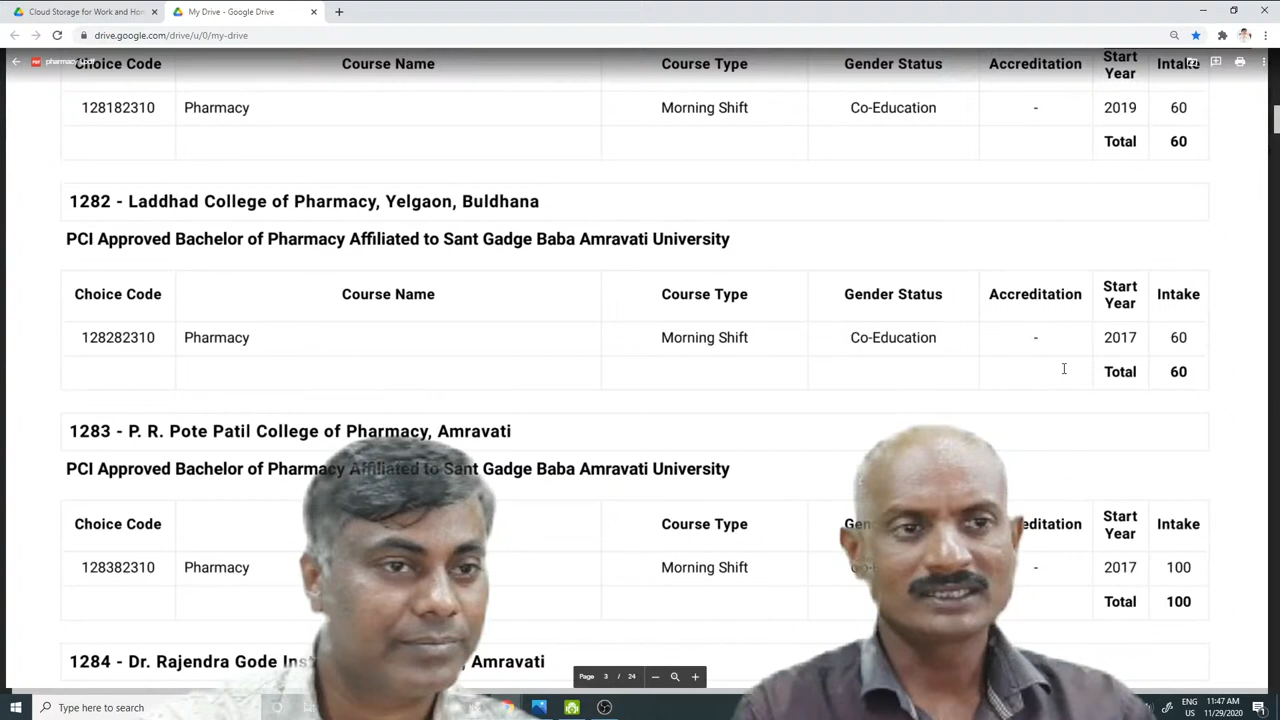 Cloud Storage for Work and Hom
My Drive - Google Drive
drive.google.com/drive/u/0/my-drive
Choice Code Course Name Course Type Gender Status Accreditation Start Year Intake
128182310 Pharmacy Morning Shift Co-Education - 2019 60
Total 60
1282 - Laddhad College of Pharmacy, Yelgaon, Buldhana
PCI Approved Bachelor of Pharmacy Affiliated to Sant Gadge Baba Amravati University
Choice Code Course Name Course Type Gender Status Accreditation Start Year Intake
128282310 Pharmacy Morning Shift Co-Education - 2017 60
Total 60
1283 - P. R. Pote Patil College of Pharmacy, Amravati
PCI Approved Bachelor of Pharmacy Affiliated to Sant Gadge Baba Amravati University
Choice Code Course Type Start Year Intake
128382310 Pharmacy Morning Shift - 2017 100
Total 100
1284 - Dr. Rajendra Gode , Amravati
Page 3 / 24
Type here to search
ENG US
11:47 AM
11/29/2020